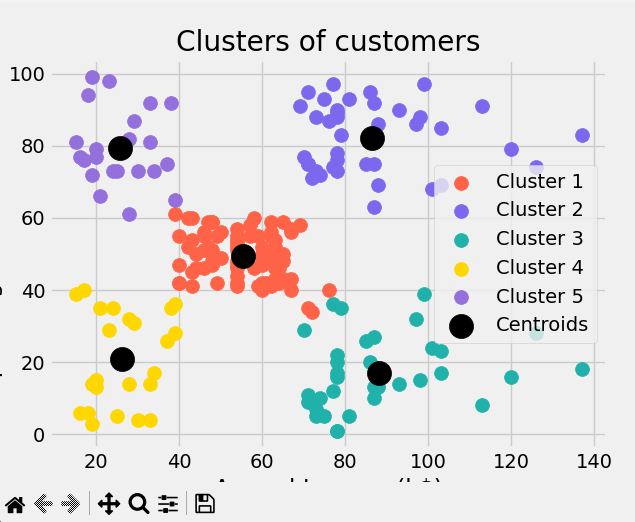 Clusters of customers
100
80
60
40
20
0
Cluster 1
Cluster 2
Cluster 3
Cluster 4
Cluster 5
Centroids
20 40 60 80 100 120 140